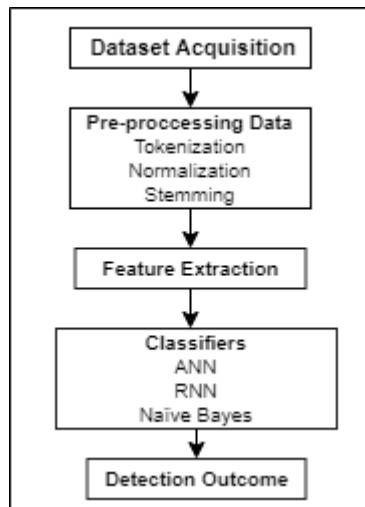 Dataset Acquisition
Pre-proccessing Data
Tokenization
Normalization
Stemming
Feature Extraction
Classifiers
ANN
RNN
Naïve Bayes
Detection Outcome